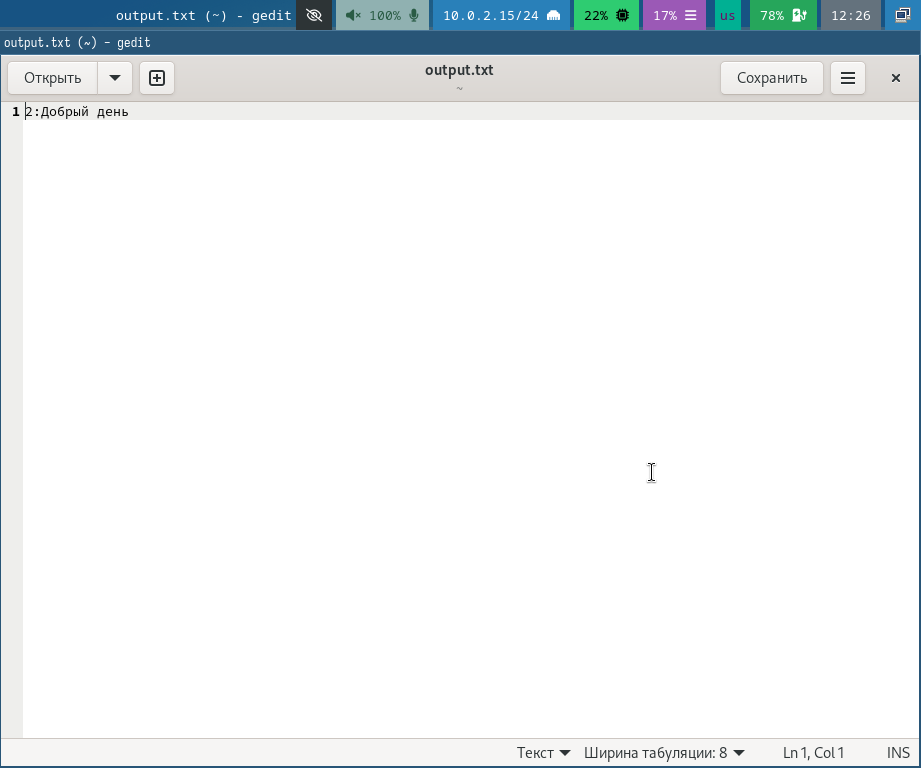 output.txt (~) - gedit 100% 10.0.2.15/24 22% 17% us 78% 12:26
output.txt (~) - gedit
Открыть output.txt Сохранить
~
1 2:Добрый день
Текст Ширина табуляции: 8 Ln 1, Col 1 INS